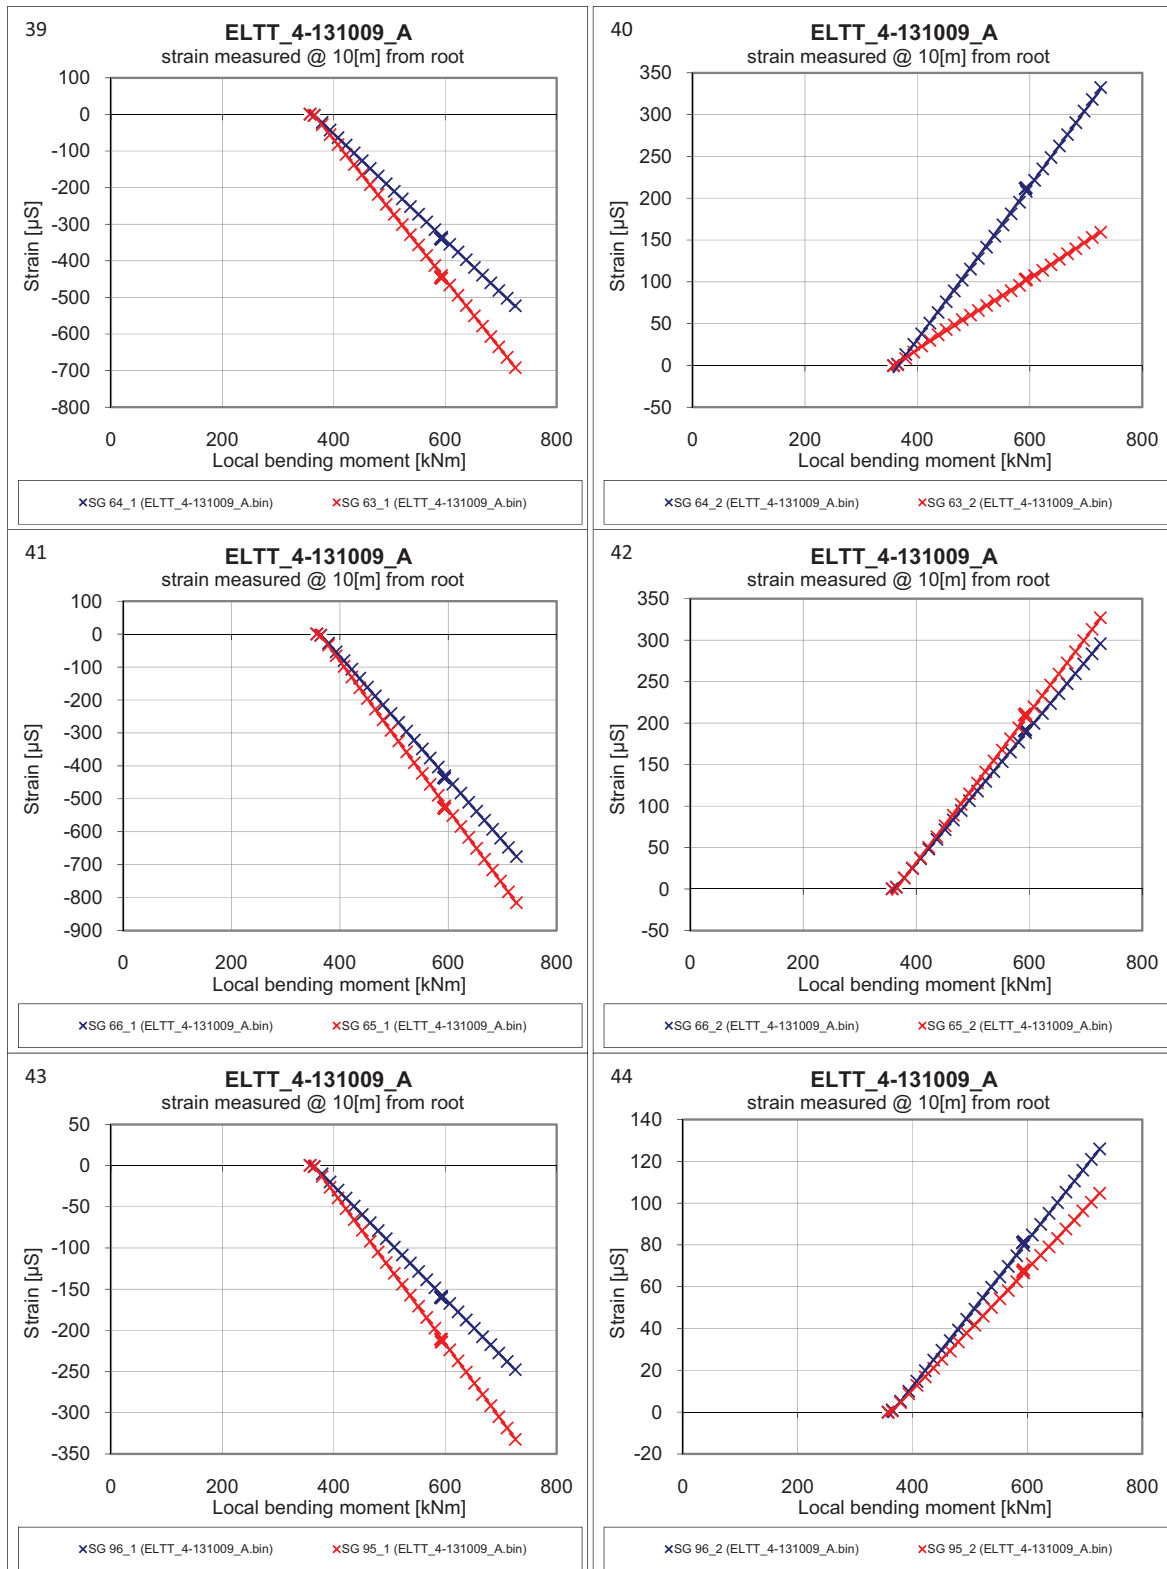 39
ELTT_4-131009_A
strain measured @ 10[m] from root
100
0
-100
-200
-300
-400
-500
-600
-700
-800
Strain [µS]
0 200 400 600 800
Local bending moment [kNm]
SG 64_1 (ELTT_4-131009_A.bin) SG 63_1 (ELTT_4-131009_A.bin)
40
ELTT_4-131009_A
strain measured @ 10[m] from root
350
300
250
200
150
100
50
0
-50
Strain [µS]
0 200 400 600 800
Local bending moment [kNm]
SG 64_2 (ELTT_4-131009_A.bin) SG 63_2 (ELTT_4-131009_A.bin)
41
ELTT_4-131009_A
strain measured @ 10[m] from root
100
0
-100
-200
-300
-400
-500
-600
-700
-800
-900
Strain [µS]
0 200 400 600 800
Local bending moment [kNm]
SG 66_1 (ELTT_4-131009_A.bin) SG 65_1 (ELTT_4-131009_A.bin)
42
ELTT_4-131009_A
strain measured @ 10[m] from root
350
300
250
200
150
100
50
0
-50
Strain [µS]
0 200 400 600 800
Local bending moment [kNm]
SG 66_2 (ELTT_4-131009_A.bin) SG 65_2 (ELTT_4-131009_A.bin)
43
ELTT_4-131009_A
strain measured @ 10[m] from root
50
0
-50
-100
-150
-200
-250
-300
-350
Strain [µS]
0 200 400 600 800
Local bending moment [kNm]
SG 96_1 (ELTT_4-131009_A.bin) SG 95_1 (ELTT_4-131009_A.bin)
44
ELTT_4-131009_A
strain measured @ 10[m] from root
140
120
100
80
60
40
20
0
-20
Strain [µS]
0 200 400 600 800
Local bending moment [kNm]
SG 96_2 (ELTT_4-131009_A.bin) SG 95_2 (ELTT_4-131009_A.bin)